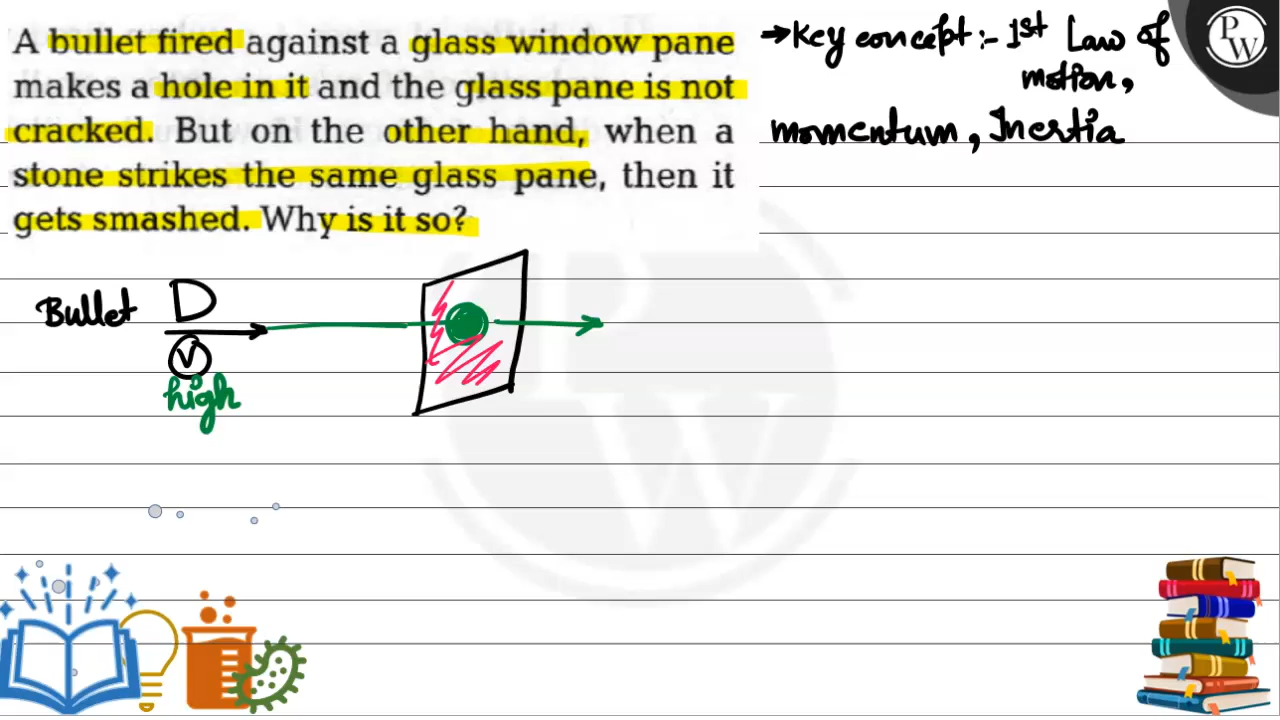 A bullet fired against a glass window pane
makes a hole in it and the glass pane is not
cracked. But on the other hand, when a
stone strikes the same glass pane, then it
gets smashed. Why is it so?
→ Key concept :- 1st Law of
motion,
momentum, Inertia
P
W
Bullet
V
high
P
W